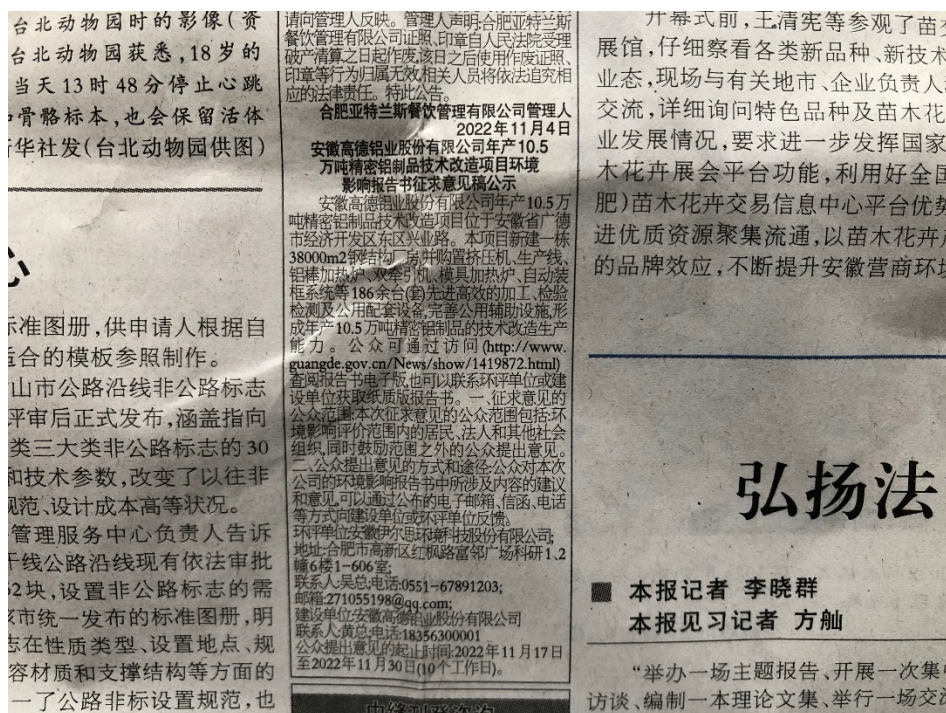 台北动物园时的影像(资
台北动物园获悉,18岁的
当天13时48分停止心跳
骨骼标本,也会保留活体
华社发(台北动物园供图)
心
标准图册,供申请人根据自
适合的模板参照制作。
山市公路沿线非公路标志
评审后正式发布,涵盖指向
类三大类非公路标志的30
和技术参数,改变了以往非
规范、设计成本高等状况。
管理服务中心负责人告诉
干线公路沿线现有依法审批
2块,设置非公路标志的需
该市统一发布的标准图册,明
志在性质类型、设置地点、规
容材质和支撑结构等方面的
一了公路非标设置规范,也
请向管理人反映。管理人声明:合肥亚特兰斯
餐饮管理有限公司证照、印章自人民法院受理
破产清算之日起作废,该日之后使用作废证照、
印章等行为归属无效,相关人员将依法追究相
应的法律责任。特此公告。
合肥亚特兰斯餐饮管理有限公司管理人
2022年11月4日
安徽高德铝业股份有限公司年产10.5
万吨精密铝制品技术改造项目环境
影响报告书征求意见稿公示
安徽高德铝业股份有限公司年产10.5万
吨精密铝制品技术改造项目位于安徽省广德
市经济开发区东区兴业路。本项目新建一栋
38000m2钢结构厂房,并购置挤压机、生产线、
铝棒加热炉、双牵引机、模具加热炉、自动装
框系统等186余台(套)先进高效的加工、检验
检测及公用配套设备,完善公用辅助设施,形
成年产10.5万吨精密铝制品的技术改造生产
能力。公众可通过访问(http://www.
guangde.gov.cn/News/show/1419872.html)
查阅报告书电子版,也可以联系环评单位或建
设单位获取纸质版报告书。一、征求意见的
公众范围:本次征求意见的公众范围包括:环
境影响评价范围内的居民、法人和其他社会
组织,同时鼓励范围之外的公众提出意见。
二、公众提出意见的方式和途径:公众对本次
公司的环境影响报告书中所涉及内容的建议
和意见,可以通过公布的电子邮箱、信函、电话
等方式向建设单位或环评单位反馈。
环评单位:安徽伊尔思环境科技股份有限公司;
地址:合肥市高新区红枫路富邻广场科研1、2
幢6楼1-606室;
联系人:吴总;电话:0551-67891203;
邮箱:271055198@qq.com;
建设单位:安徽高德铝业股份有限公司
联系人:黄总;电话:18356300001
公众提出意见的起止时间:2022年11月17日
至2022年11月30日(10个工作日)。
开幕式前,王清宪等参观了苗
展馆,仔细察看各类新品种、新技术
业态,现场与有关地市、企业负责人
交流,详细询问特色品种及苗木花
业发展情况,要求进一步发挥国家
木花卉展会平台功能,利用好全国
肥)苗木花卉交易信息中心平台优势
进优质资源聚集流通,以苗木花卉
的品牌效应,不断提升安徽营商环境
弘扬法
■ 本报记者 李晓群
本报见习记者 方舢
“举办一场主题报告、开展一次集中
访谈、编制一本理论文集、举行一场交流